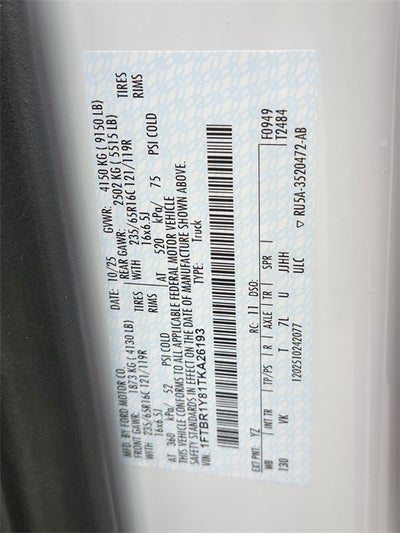 MFD. BY FORD MOTOR CO.
DATE: 10/25 GVWR: 4150 KG ( 9150 LB)
FRONT GAWR: 1873 KG ( 4130 LB) REAR GAWR: 2502 KG ( 5515 LB)
WITH 235/65R16C 121/119R TIRES WITH 235/65R16C 121/119R TIRES
16x6.5J RIMS 16x6.5J RIMS
AT 360 kPa/ 52 PSI COLD AT 520 kPa/ 75 PSI COLD
THIS VEHICLE CONFORMS TO ALL APPLICABLE FEDERAL MOTOR VEHICLE
SAFETY STANDARDS IN EFFECT ON THE DATE OF MANUFACTURE SHOWN ABOVE.
VIN: 1FTBR1Y81TKA26193 TYPE: Truck
F0949
T2484
EXT PNT: YZ RC: 11 DSO:
WB INT TR TP/PS R AXLE TR SPR
130 VK T 7L U JJHH
1202510242077 ULC
RU5A-3520472-AB